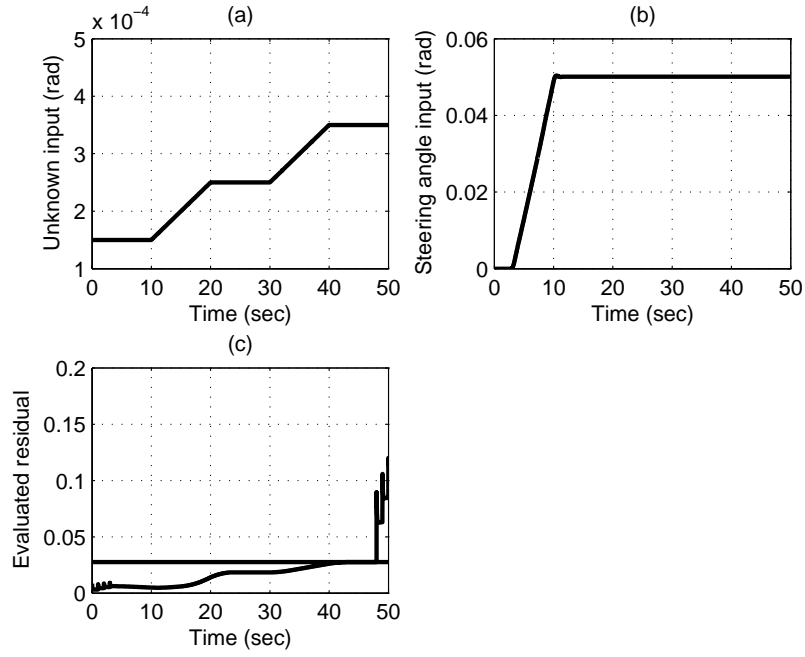 (a)
x 10⁻⁴
5
4
3
2
1
Unknown input (rad)
0 10 20 30 40 50
Time (sec)
(b)
0.06
0.04
0.02
0
Steering angle input (rad)
0 10 20 30 40 50
Time (sec)
(c)
0.2
0.15
0.1
0.05
0
Evaluated residual
0 10 20 30 40 50
Time (sec)